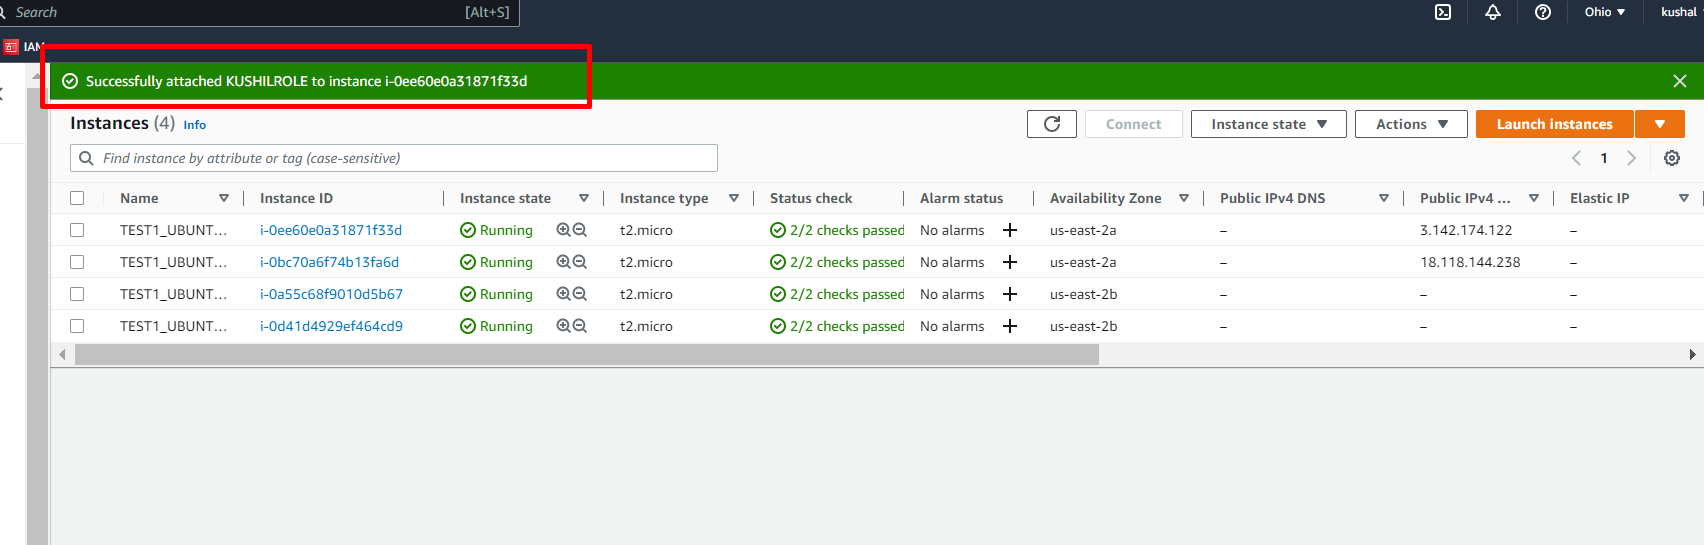 Search [Alt+S] Ohio kushal
IAM
Successfully attached KUSHILROLE to instance i-0ee60e0a31871f33d
Instances (4) Info Connect Instance state Actions Launch instances
Find instance by attribute or tag (case-sensitive) 1
Name Instance ID Instance state Instance type Status check Alarm status Availability Zone Public IPv4 DNS Public IPv4 ... Elastic IP
TEST1_UBUNT... i-0ee60e0a31871f33d Running t2.micro 2/2 checks passed No alarms + us-east-2a – 3.142.174.122 –
TEST1_UBUNT... i-0bc70a6f74b13fa6d Running t2.micro 2/2 checks passed No alarms + us-east-2a – 18.118.144.238 –
TEST1_UBUNT... i-0a55c68f9010d5b67 Running t2.micro 2/2 checks passed No alarms + us-east-2b – – –
TEST1_UBUNT... i-0d41d4929ef464cd9 Running t2.micro 2/2 checks passed No alarms + us-east-2b – – –